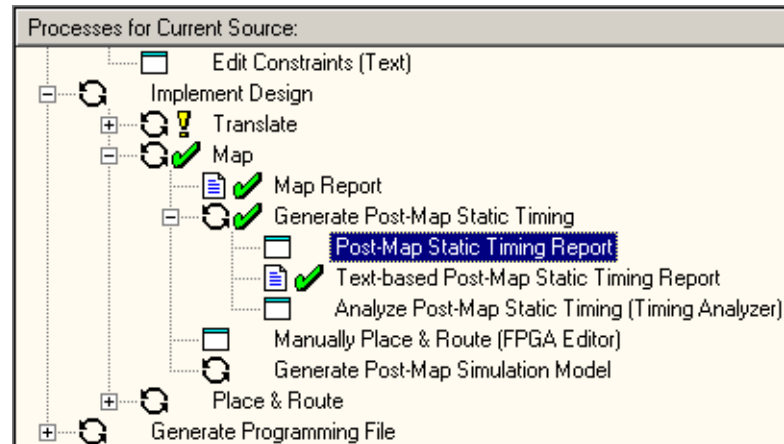 Processes for Current Source:
Edit Constraints (Text)
Implement Design
Translate
Map
Map Report
Generate Post-Map Static Timing
Post-Map Static Timing Report
Text-based Post-Map Static Timing Report
Analyze Post-Map Static Timing (Timing Analyzer)
Manually Place & Route (FPGA Editor)
Generate Post-Map Simulation Model
Place & Route
Generate Programming File